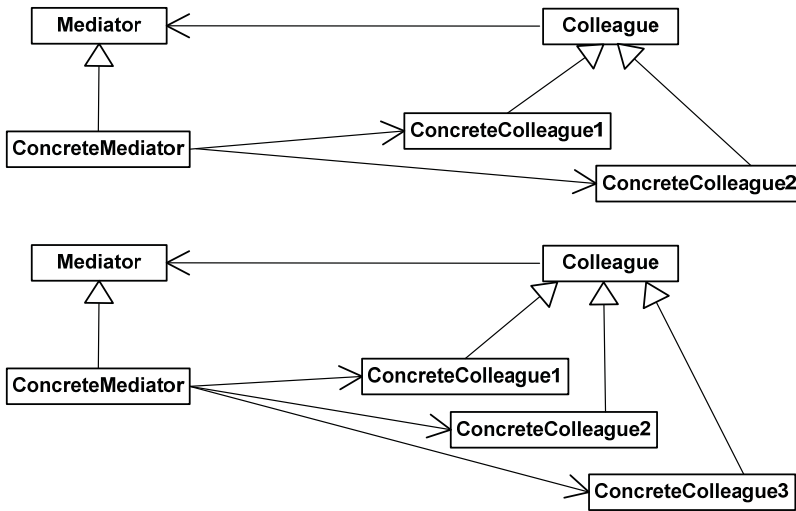 Mediator
Colleague
ConcreteColleague1
ConcreteMediator
ConcreteColleague2
Mediator
Colleague
ConcreteColleague1
ConcreteMediator
ConcreteColleague2
ConcreteColleague3